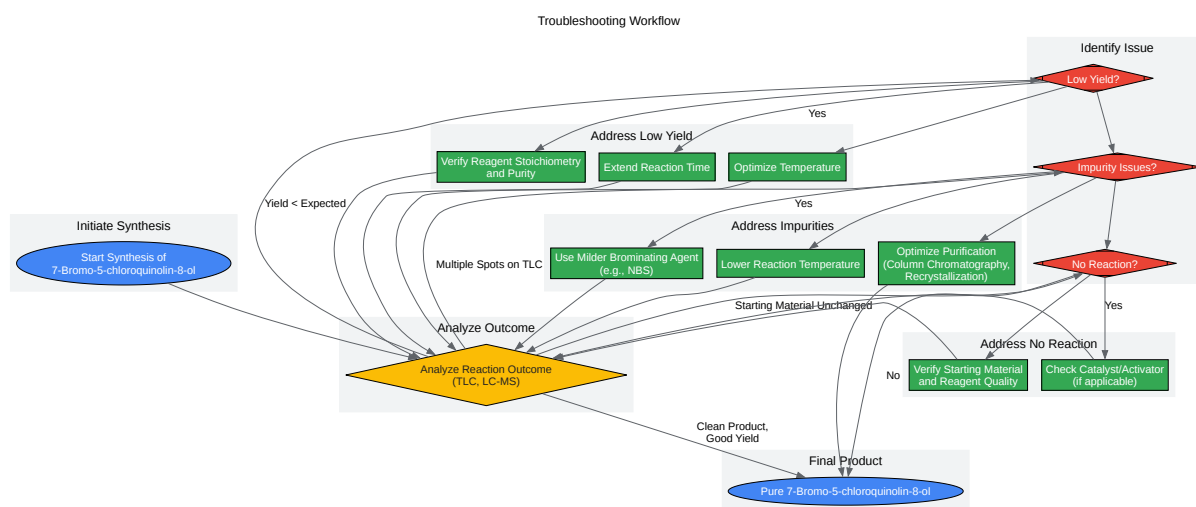 Troubleshooting Workflow
Identify Issue
Low Yield?
Yes
Address Low Yield
Verify Reagent Stoichiometry
and Purity
Extend Reaction Time
Optimize Temperature
Impurity Issues?
Yield < Expected
Yes
Initiate Synthesis
Start Synthesis of
7-Bromo-5-chloroquinolin-8-ol
Address Impurities
Multiple Spots on TLC
Use Milder Brominating Agent
(e.g., NBS)
Lower Reaction Temperature
Optimize Purification
(Column Chromatography,
Recrystallization)
No Reaction?
Starting Material Unchanged
Yes
Analyze Outcome
Analyze Reaction Outcome
(TLC, LC-MS)
Address No Reaction
No
Verify Starting Material
and Reagent Quality
Check Catalyst/Activator
(if applicable)
Clean Product,
Good Yield
Final Product
Pure 7-Bromo-5-chloroquinolin-8-ol